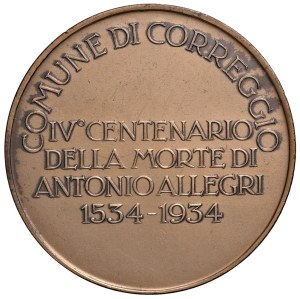 COMUNE DI CORREGGIO
IV° CENTENARIO
DELLA MORTE DI
ANTONIO ALLEGRI
1534-1934